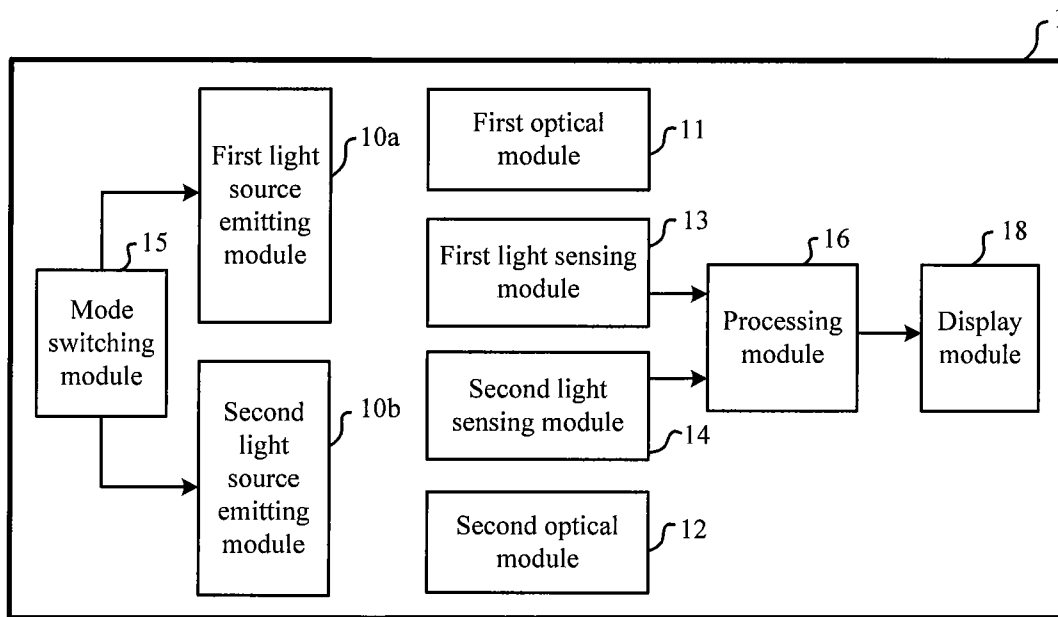 1
First light
source
emitting
module
10a
First optical
module
11
15
Mode
switching
module
First light sensing
module
13
16
Processing
module
18
Display
module
Second
light
source
emitting
module
10b
Second light
sensing module
14
Second optical
module
12